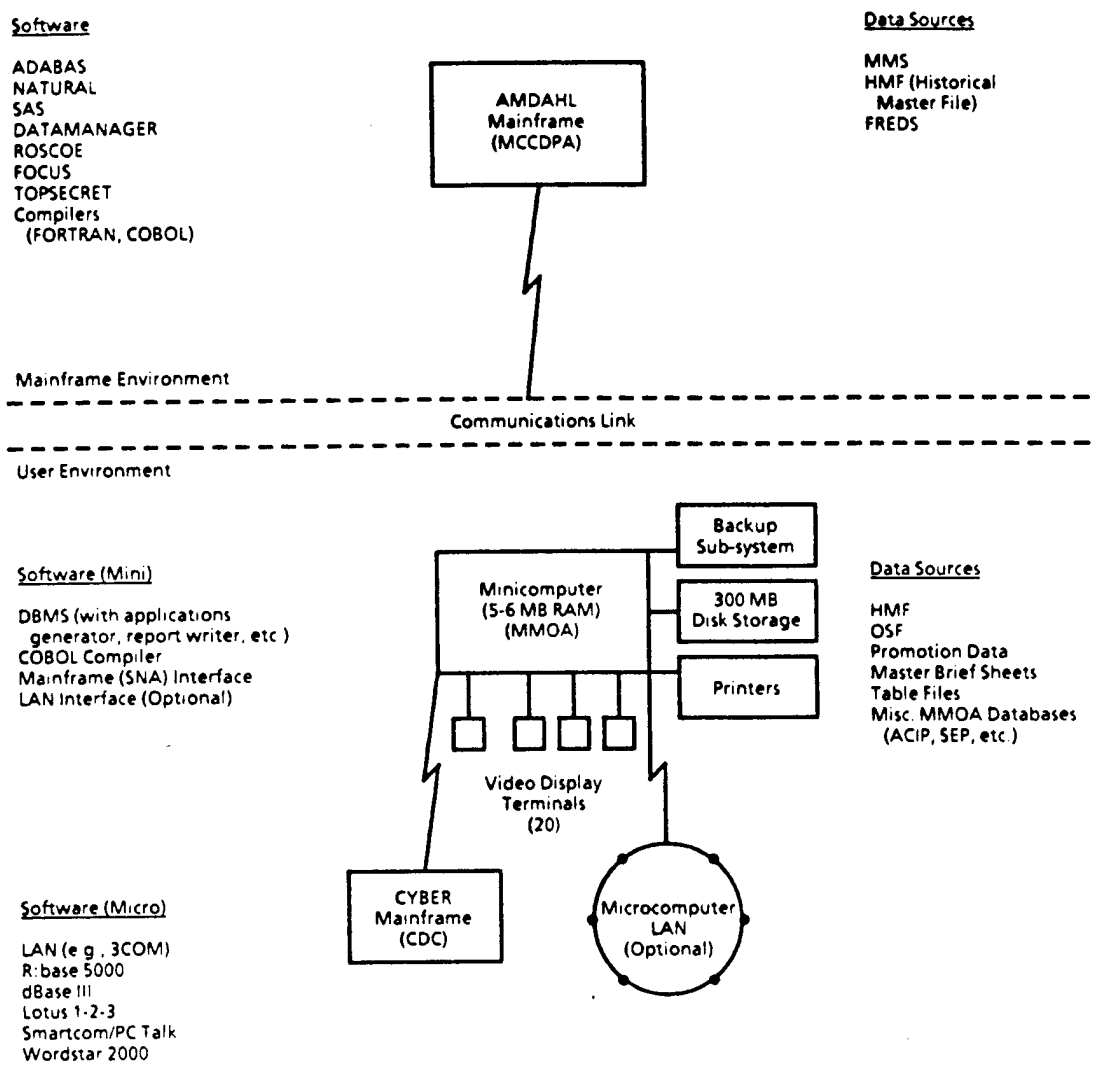 Software
ADABAS
NATURAL
SAS
DATAMANAGER
ROSCOE
FOCUS
TOPSECRET
Compilers
(FORTRAN, COBOL)
AMDAHL
Mainframe
(MCCDPA)
Data Sources
MMS
HMF (Historical
Master File)
FREDS
Mainframe Environment
Communications Link
User Environment
Software (Mini)
DBMS (with applications
generator, report writer, etc )
COBOL Compiler
Mainframe (SNA) Interface
LAN Interface (Optional)
Minicomputer
(5-6 MB RAM)
(MMOA)
Backup
Sub-system
300 MB
Disk Storage
Printers
Data Sources
HMF
OSF
Promotion Data
Master Brief Sheets
Table Files
Misc. MMOA Databases
(ACIP, SEP, etc.)
Video Display
Terminals
(20)
CYBER
Mainframe
(CDC)
Microcomputer
LAN
(Optional)
Software (Micro)
LAN (e g , 3COM)
R:base 5000
dBase III
Lotus 1-2-3
Smartcom/PC Talk
Wordstar 2000